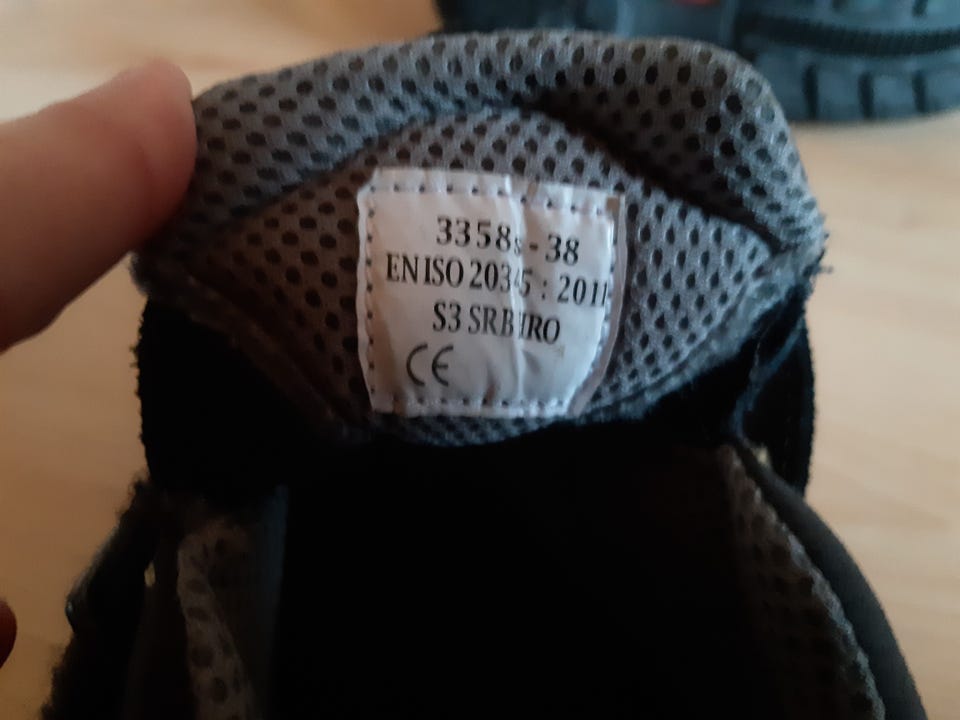 3358s - 38
EN ISO 20345 : 2011
S3 SRB HRO
CE